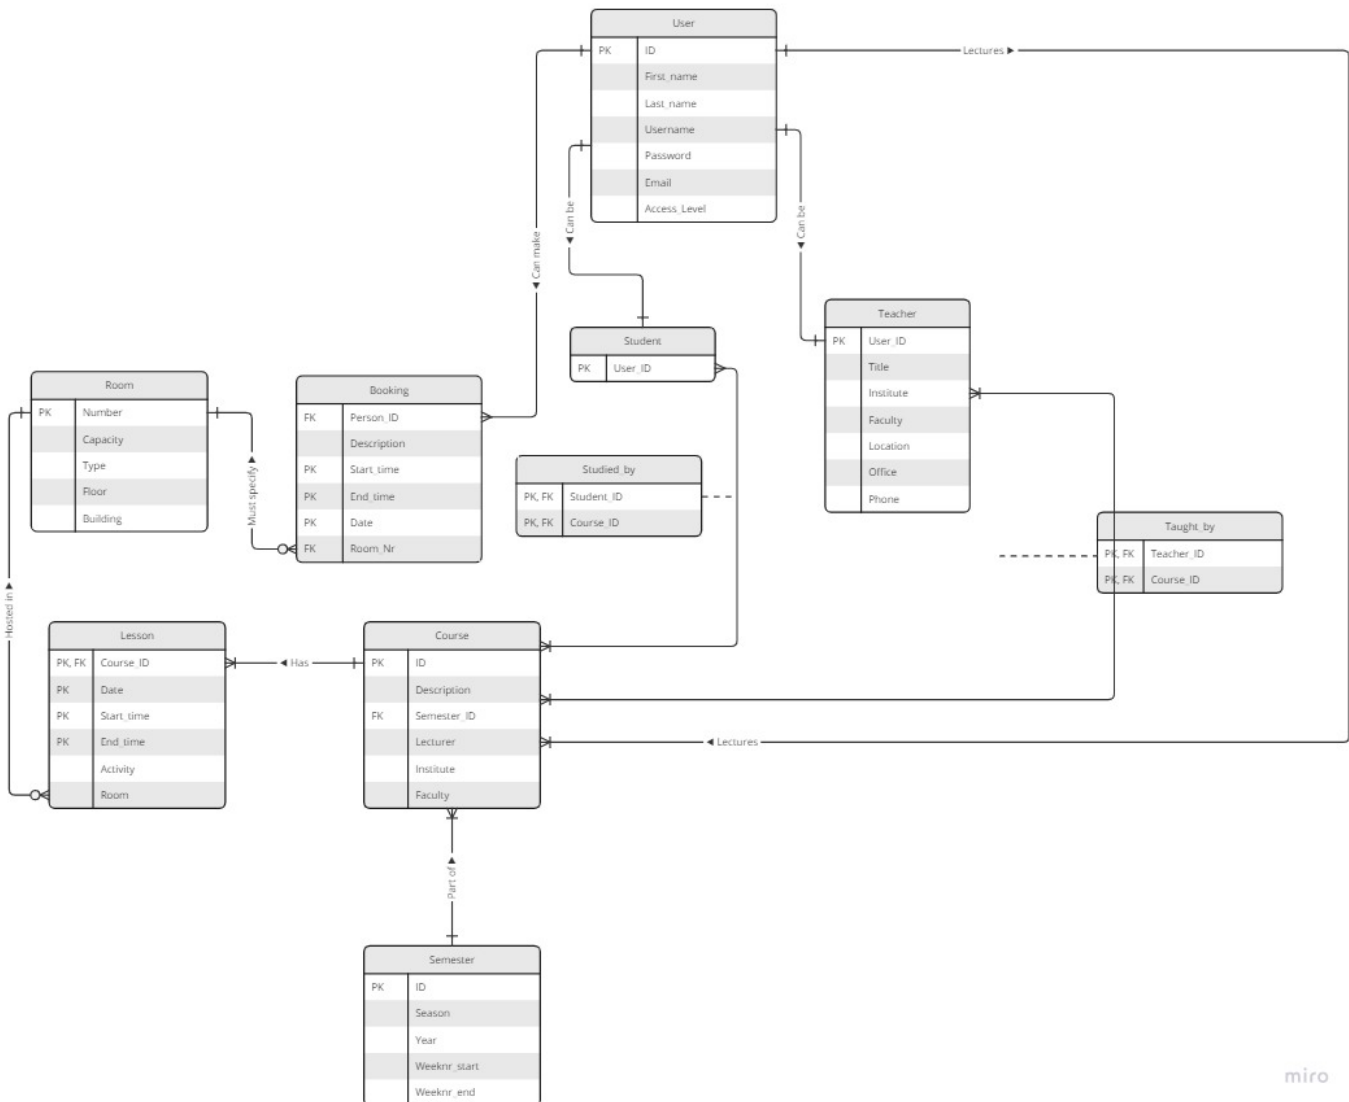 User
PK ID
First_name
Last_name
Username
Password
Email
Access_Level
Lectures ▶
◀ Can make
◀ Can be
◀ Can be
Student
PK User_ID
Teacher
PK User_ID
Title
Institute
Faculty
Location
Office
Phone
Room
PK Number
Capacity
Type
Floor
Building
Must specify ▶
Booking
FK Person_ID
Description
PK Start_time
PK End_time
PK Date
FK Room_Nr
Studied_by
PK, FK Student_ID
PK, FK Course_ID
Taught_by
PK, FK Teacher_ID
PK, FK Course_ID
Hosted in ▶
Lesson
PK, FK Course_ID
PK Date
PK Start_time
PK End_time
Activity
Room
◀ Has
Course
PK ID
Description
FK Semester_ID
Lecturer
Institute
Faculty
◀ Lectures
Part of ▶
Semester
PK ID
Season
Year
Weeknr_start
Weeknr_end
miro